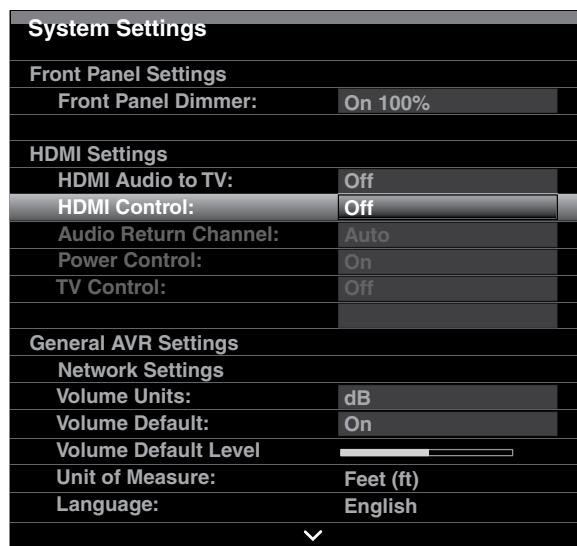 System Settings
Front Panel Settings
Front Panel Dimmer: On 100%
HDMI Settings
HDMI Audio to TV: Off
HDMI Control: Off
Audio Return Channel: Auto
Power Control: On
TV Control: Off
General AVR Settings
Network Settings
Volume Units: dB
Volume Default: On
Volume Default Level
Unit of Measure: Feet (ft)
Language: English